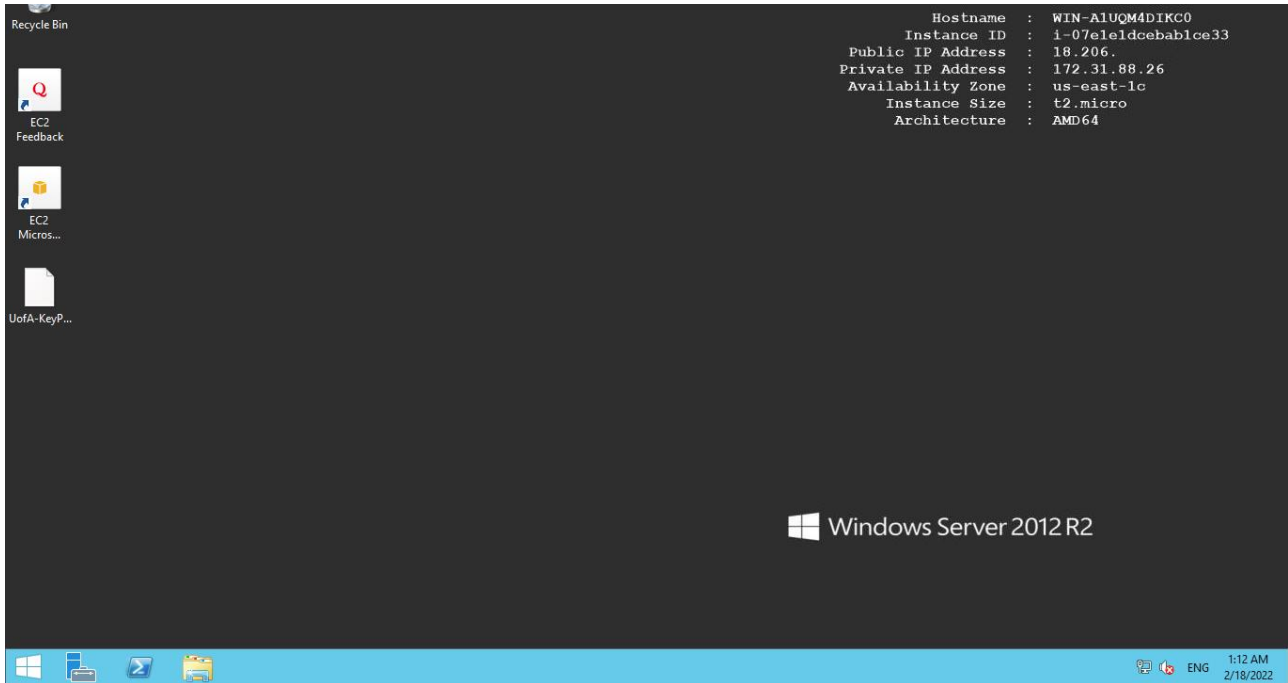 Recycle Bin
EC2
Feedback
EC2
Micros...
UofA-KeyP...
Hostname : WIN-A1UQM4DIKC0
Instance ID : i-07e1e1dcebab1ce33
Public IP Address : 18.206.
Private IP Address : 172.31.88.26
Availability Zone : us-east-1c
Instance Size : t2.micro
Architecture : AMD64
Windows Server 2012 R2
ENG
1:12 AM
2/18/2022